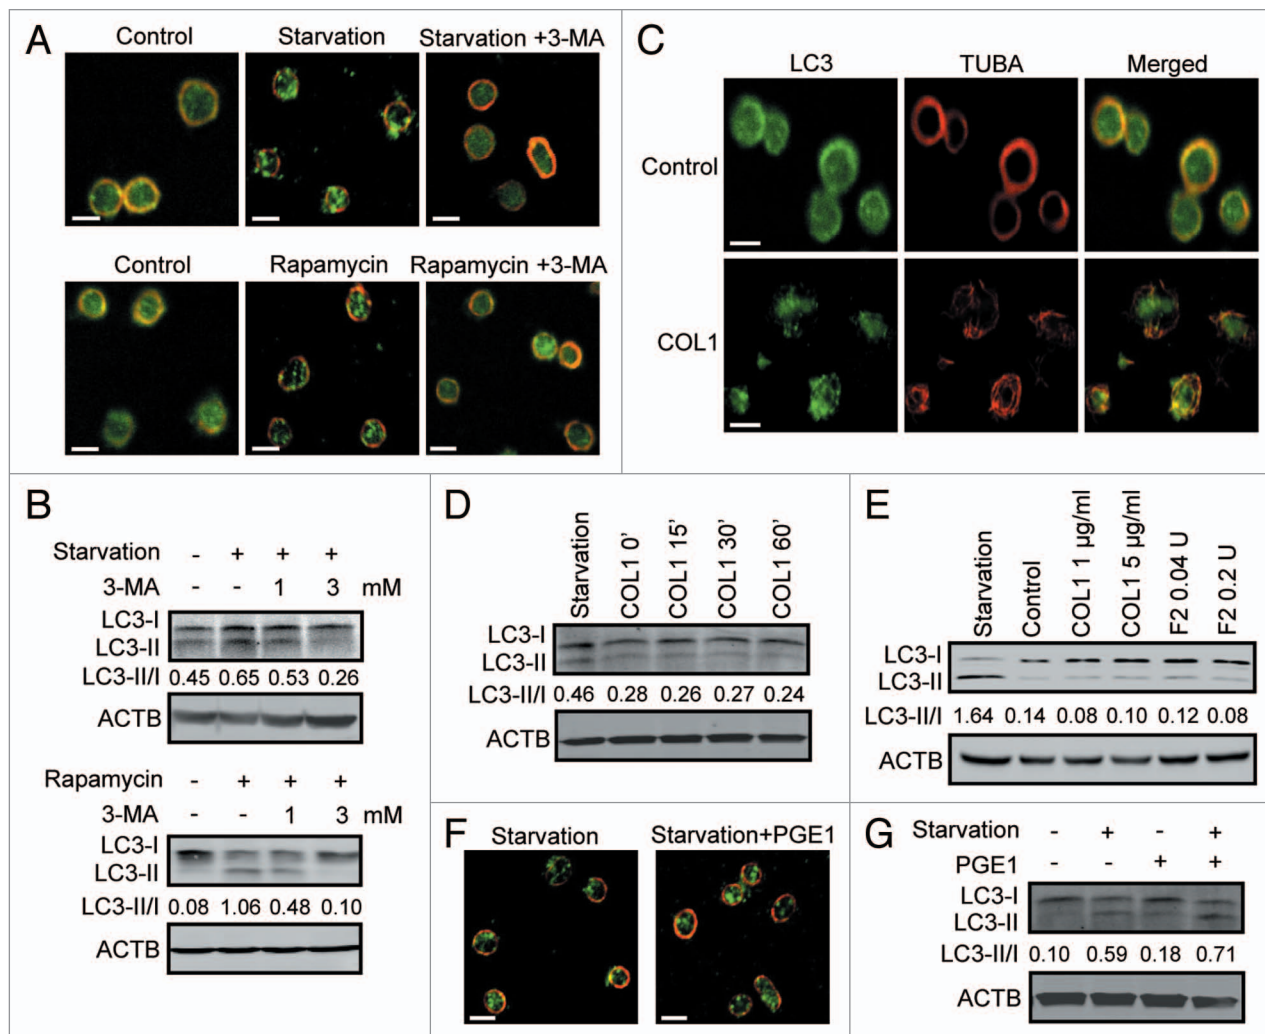 A
Control Starvation Starvation +3-MA
Control Rapamycin Rapamycin +3-MA
C
LC3 TUBA Merged
Control
COL1
B
Starvation - + + +
3-MA - - 1 3 mM
LC3-I
LC3-II
LC3-II/I 0.45 0.65 0.53 0.26
ACTB
Rapamycin - + + +
3-MA - - 1 3 mM
LC3-I
LC3-II
LC3-II/I 0.08 1.06 0.48 0.10
ACTB
D
Starvation
COL1 0'
COL1 15'
COL1 30'
COL1 60'
LC3-I
LC3-II
LC3-II/I 0.46 0.28 0.26 0.27 0.24
ACTB
E
Starvation
Control
COL1 1 µg/ml
COL1 5 µg/ml
F2 0.04 U
F2 0.2 U
LC3-I
LC3-II
LC3-II/I 1.64 0.14 0.08 0.10 0.12 0.08
ACTB
F
Starvation Starvation+PGE1
G
Starvation - + - +
PGE1 - - + +
LC3-I
LC3-II
LC3-II/I 0.10 0.59 0.18 0.71
ACTB